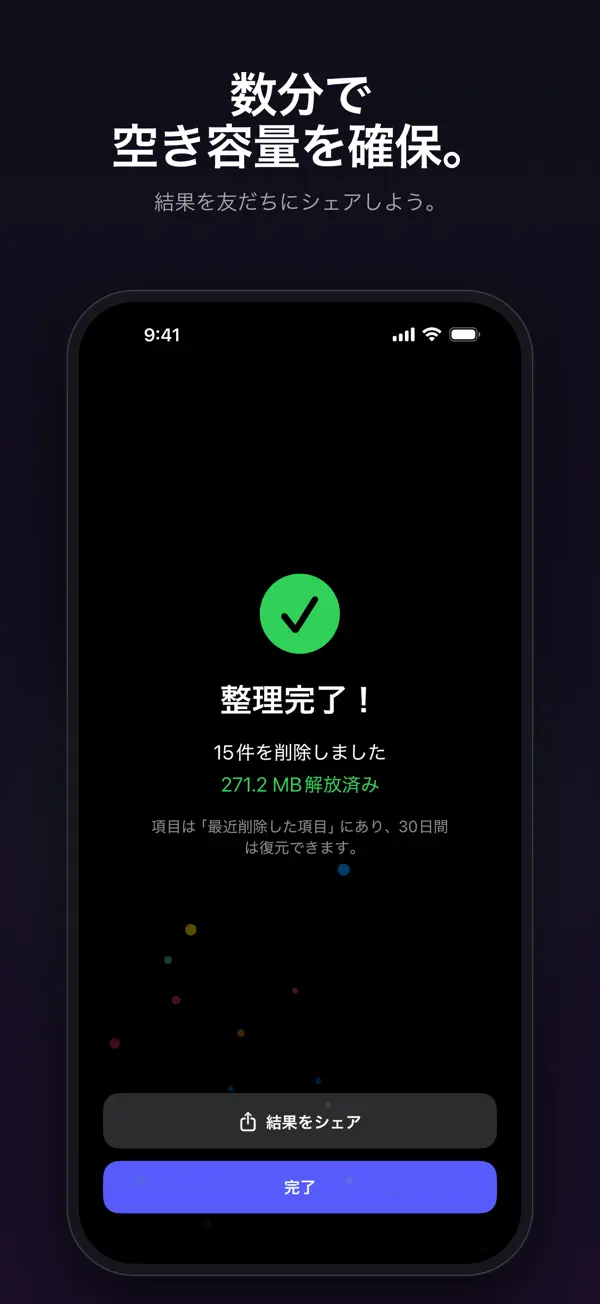 数分で
空き容量を確保。
結果を友だちにシェアしよう。
9:41
整理完了！
15件を削除しました
271.2 MB解放済み
項目は「最近削除した項目」にあり、30日間
は復元できます。
結果をシェア
完了